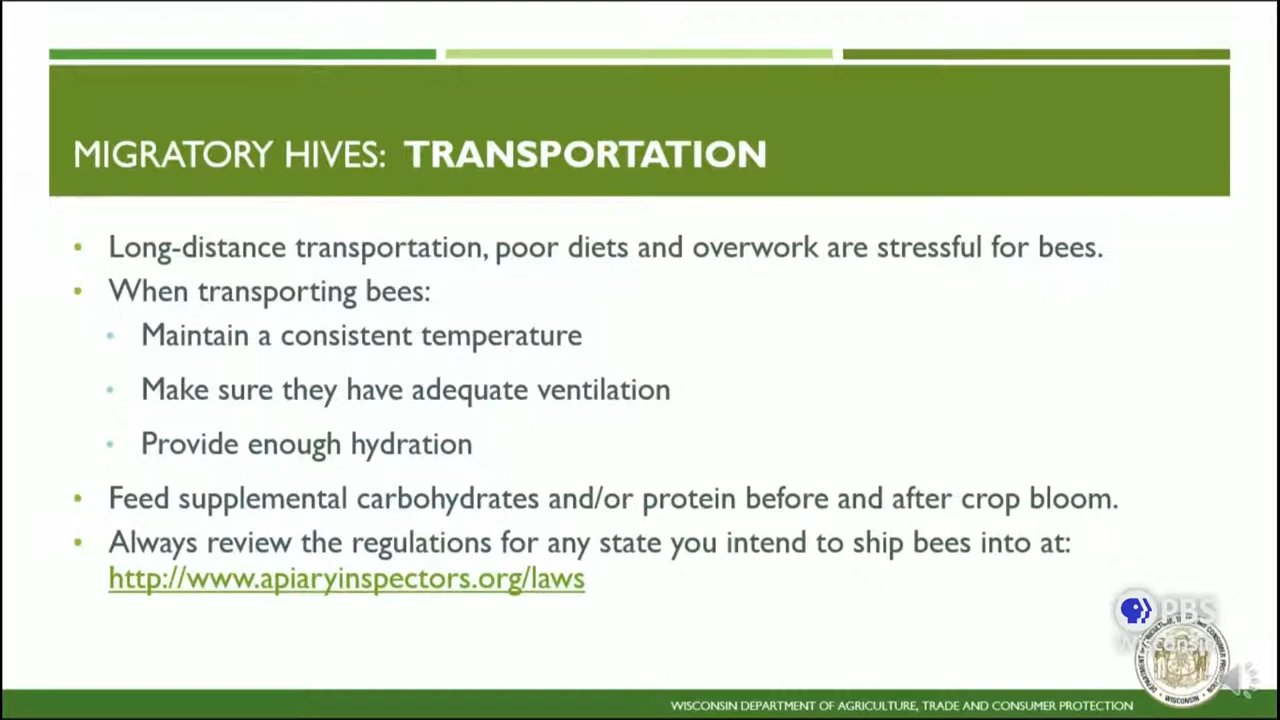 MIGRATORY HIVES: TRANSPORTATION
• Long-distance transportation, poor diets and overwork are stressful for bees.
• When transporting bees:
• Maintain a consistent temperature
• Make sure they have adequate ventilation
• Provide enough hydration
• Feed supplemental carbohydrates and/or protein before and after crop bloom.
• Always review the regulations for any state you intend to ship bees into at:
http://www.apiaryinspectors.org/laws
PBS
Wisconsin
WISCONSIN
WISCONSIN DEPARTMENT OF AGRICULTURE, TRADE AND CONSUMER PROTECTION